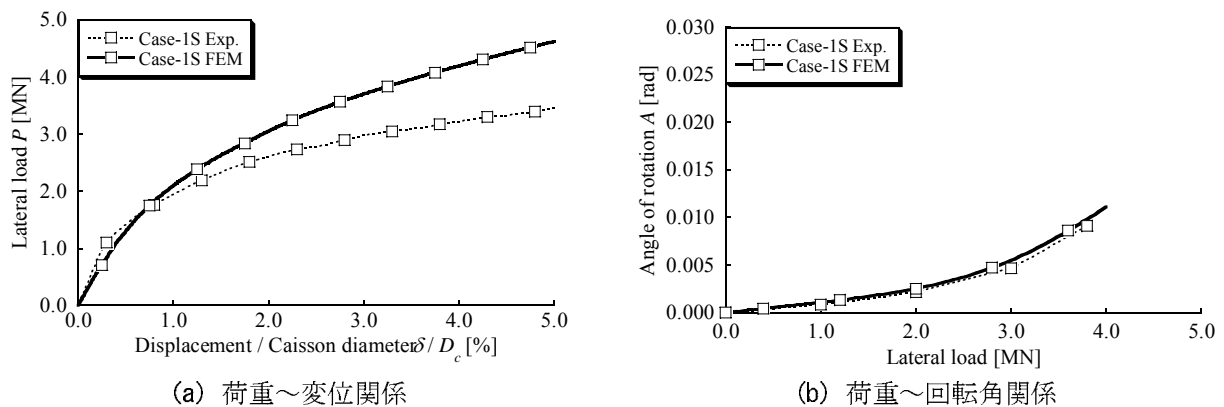 5.0
4.0
3.0
2.0
1.0
0.0
Lateral load P [MN]
Case-1S Exp.
Case-1S FEM
0.0 1.0 2.0 3.0 4.0 5.0
Displacement / Caisson diameterδ / Dc [%]
(a) 荷重～変位関係
0.030
0.025
0.020
0.015
0.010
0.005
0.000
Angle of rotation A [rad]
Case-1S Exp.
Case-1S FEM
0.0 1.0 2.0 3.0 4.0 5.0
Lateral load [MN]
(b) 荷重～回転角関係